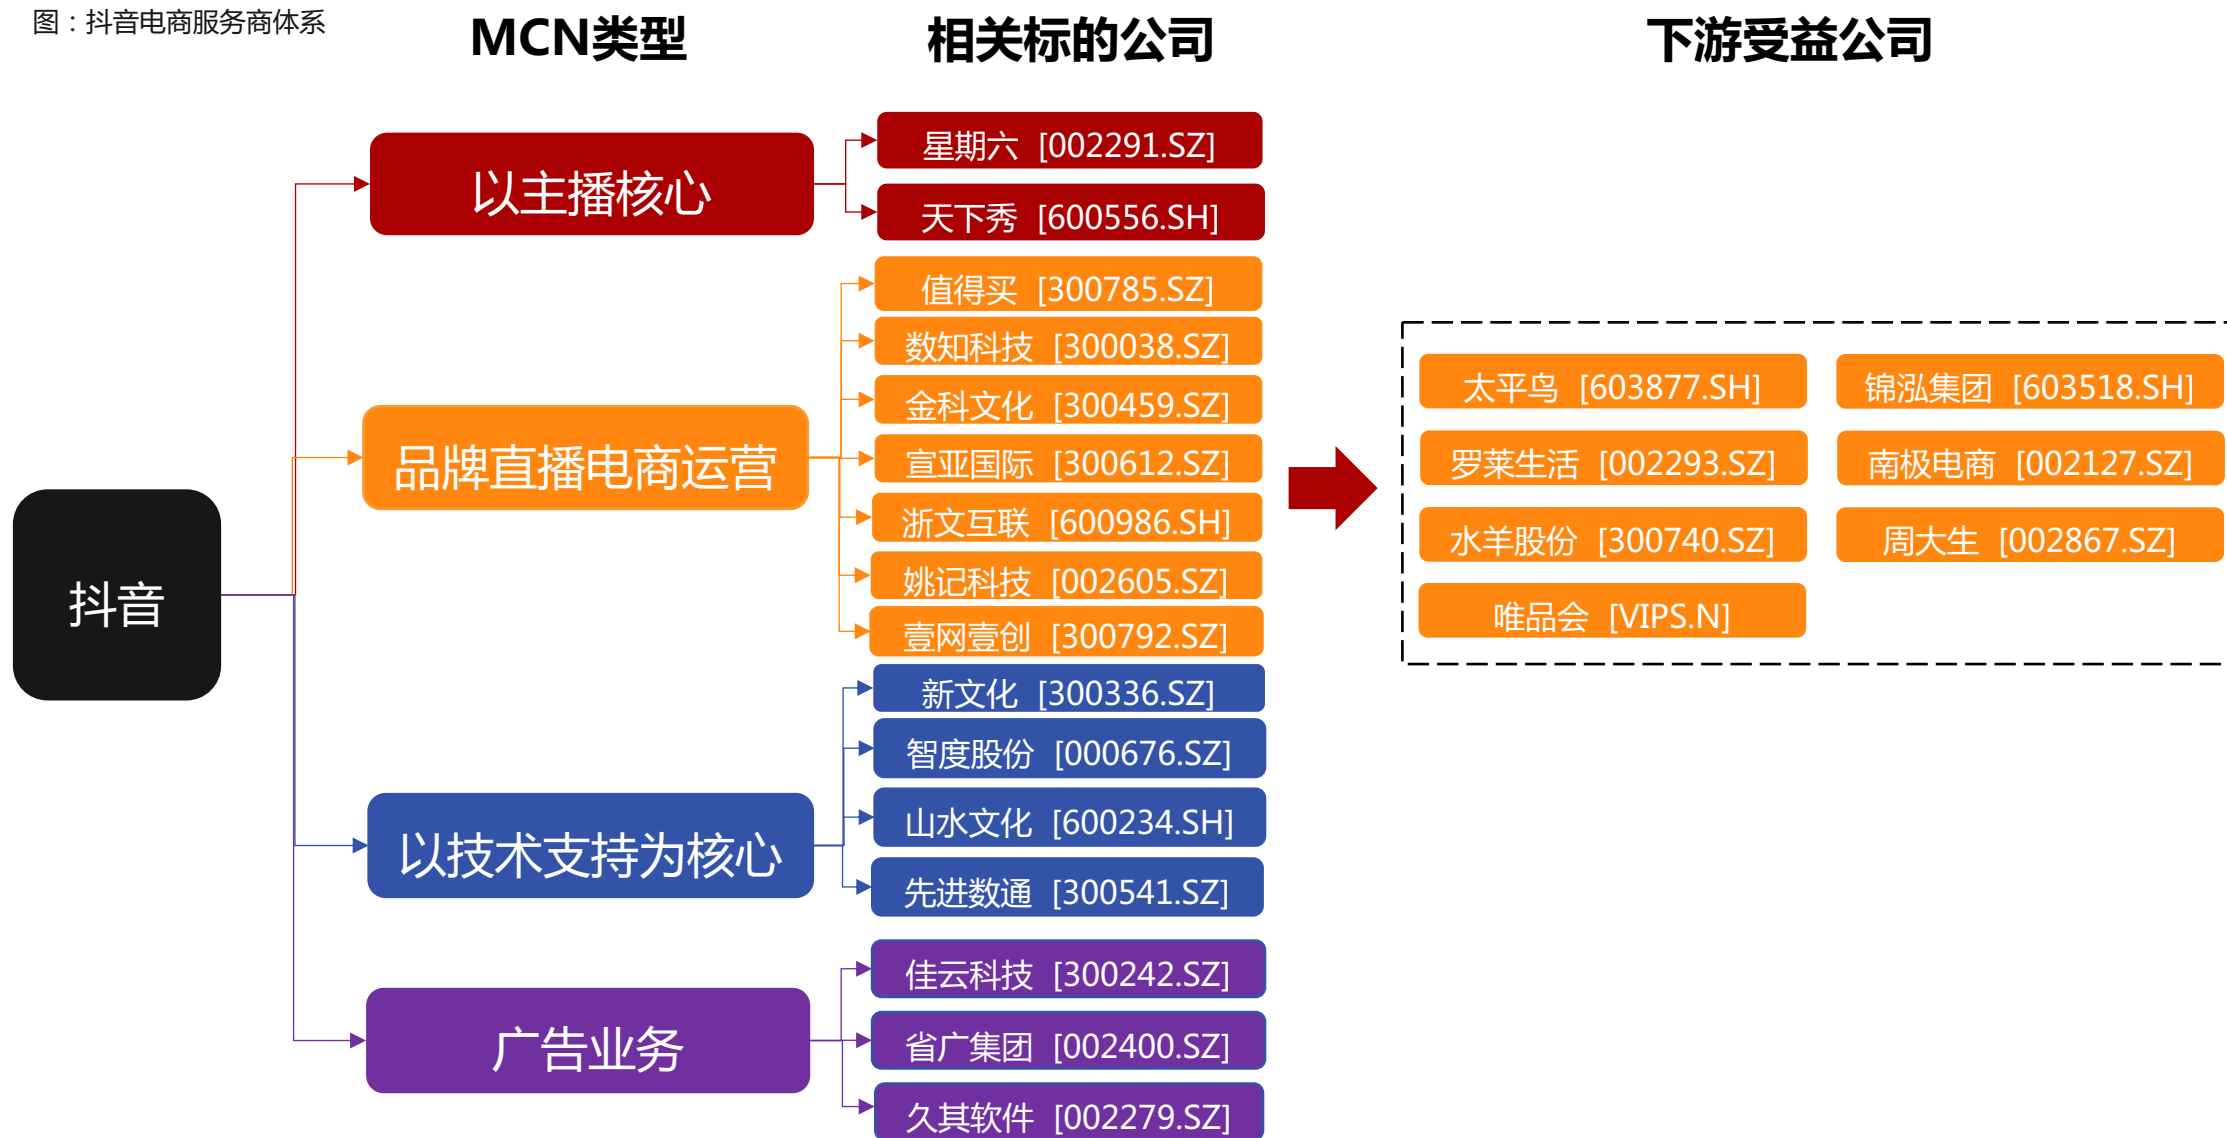 图：抖音电商服务商体系
MCN类型
相关标的公司
下游受益公司
抖音
以主播核心
星期六 [002291.SZ]
天下秀 [600556.SH]
品牌直播电商运营
值得买 [300785.SZ]
数知科技 [300038.SZ]
金科文化 [300459.SZ]
宣亚国际 [300612.SZ]
浙文互联 [600986.SH]
姚记科技 [002605.SZ]
壹网壹创 [300792.SZ]
以技术支持为核心
新文化 [300336.SZ]
智度股份 [000676.SZ]
山水文化 [600234.SH]
先进数通 [300541.SZ]
广告业务
佳云科技 [300242.SZ]
省广集团 [002400.SZ]
久其软件 [002279.SZ]
太平鸟 [603877.SH]
锦泓集团 [603518.SH]
罗莱生活 [002293.SZ]
南极电商 [002127.SZ]
水羊股份 [300740.SZ]
周大生 [002867.SZ]
唯品会 [VIPS.N]